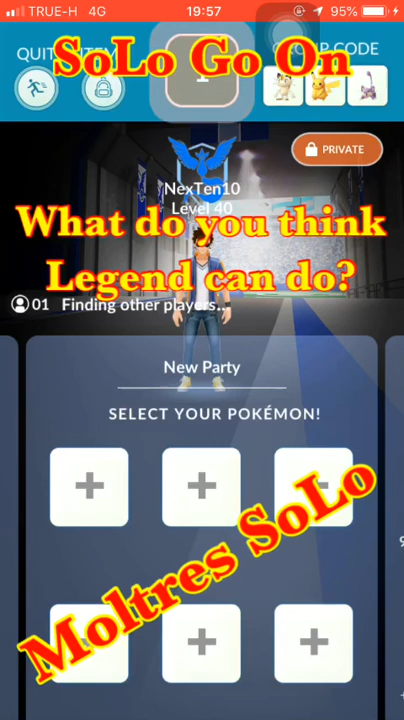 TRUE-H 4G 19:57 95%
QUIT ITEM GROUP CODE
SoLo Go On
PRIVATE
NexTen10
Level 40
What do you think
Legend can do?
01 Finding other players...
New Party
SELECT YOUR POKÉMON!
Moltres SoLo